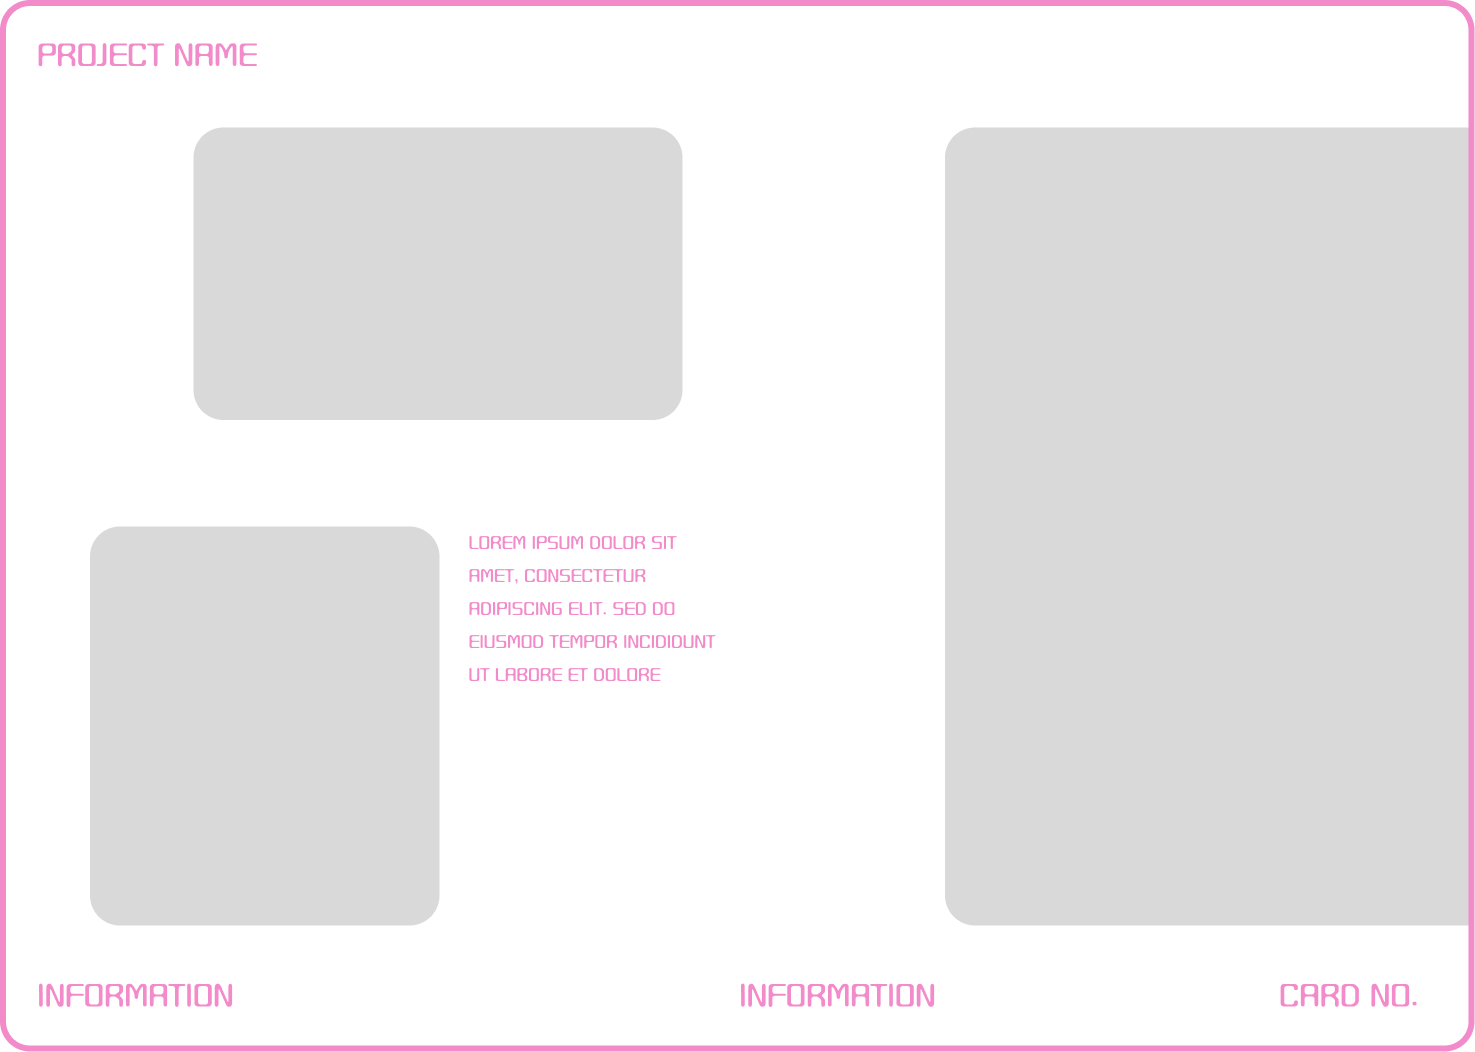 PROJECT NAME
LOREM IPSUM DOLOR SIT
AMET, CONSECTETUR
ADIPISCING ELIT. SED DO
EIUSMOD TEMPOR INCIDIDUNT
UT LABORE ET DOLORE
INFORMATION
INFORMATION
CARD NO.